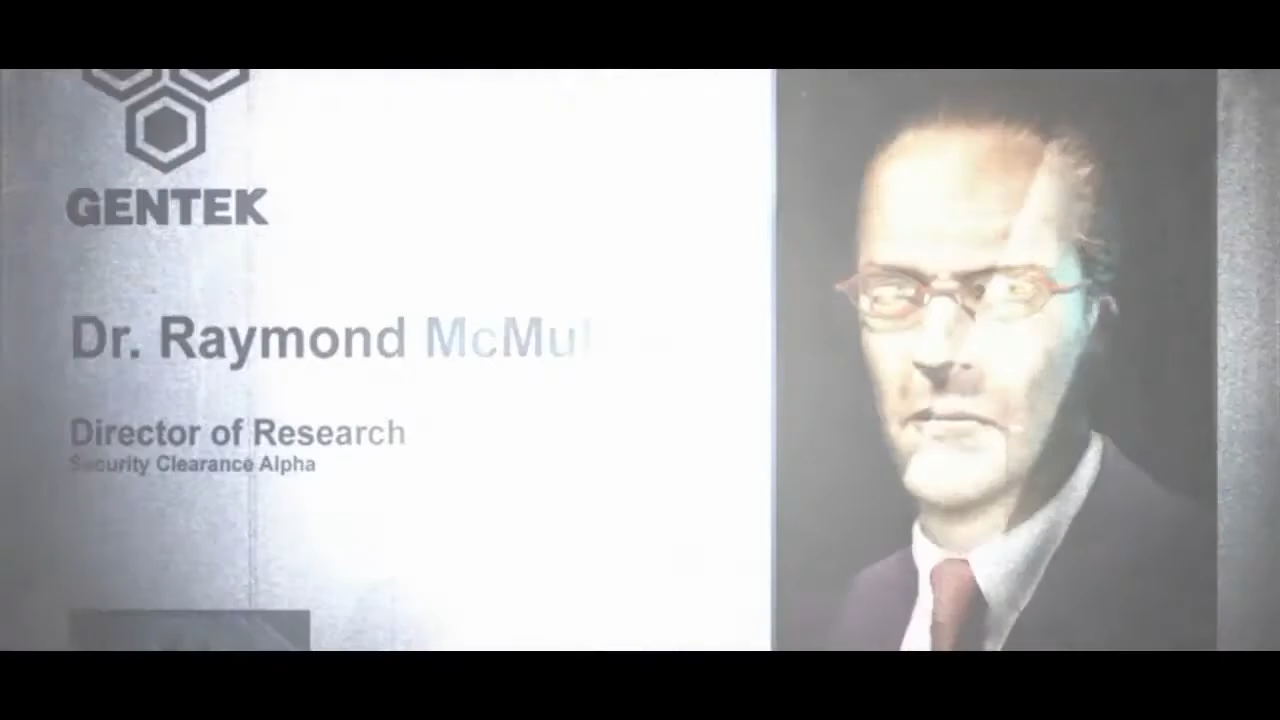 GENTEK
Dr. Raymond McMul
Director of Research
Security Clearance Alpha